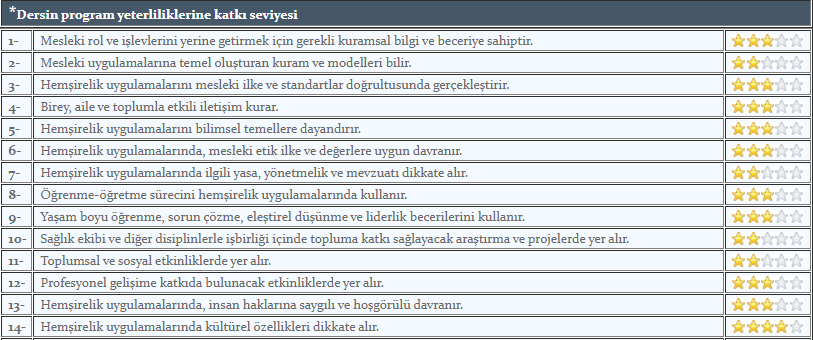 *Dersin program yeterliliklerine katkı seviyesi
1- Mesleki rol ve işlevlerini yerine getirmek için gerekli kuramsal bilgi ve beceriye sahiptir.
2- Mesleki uygulamalarına temel oluşturan kuram ve modelleri bilir.
3- Hemşirelik uygulamalarını mesleki ilke ve standartlar doğrultusunda gerçekleştirir.
4- Birey, aile ve toplumla etkili iletişim kurar.
5- Hemşirelik uygulamalarını bilimsel temellere dayandırır.
6- Hemşirelik uygulamalarında, mesleki etik ilke ve değerlere uygun davranır.
7- Hemşirelik uygulamalarında ilgili yasa, yönetmelik ve mevzuatı dikkate alır.
8- Öğrenme-öğretme sürecini hemşirelik uygulamalarında kullanır.
9- Yaşam boyu öğrenme, sorun çözme, eleştirel düşünme ve liderlik becerilerini kullanır.
10- Sağlık ekibi ve diğer disiplinlerle işbirliği içinde topluma katkı sağlayacak araştırma ve projelerde yer alır.
11- Toplumsal ve sosyal etkinliklerde yer alır.
12- Profesyonel gelişime katkıda bulunacak etkinliklerde yer alır.
13- Hemşirelik uygulamalarında, insan haklarına saygılı ve hoşgörülü davranır.
14- Hemşirelik uygulamalarında kültürel özellikleri dikkate alır.